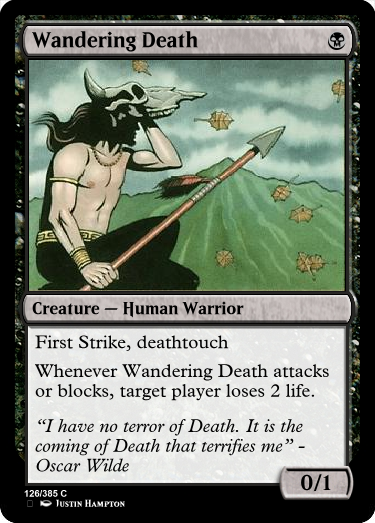 Wandering Death
Creature — Human Warrior
First Strike, deathtouch
Whenever Wandering Death attacks
or blocks, target player loses 2 life.
“I have no terror of Death. It is the
coming of Death that terrifies me” -
Oscar Wilde
0/1
126/385 C
Justin Hampton